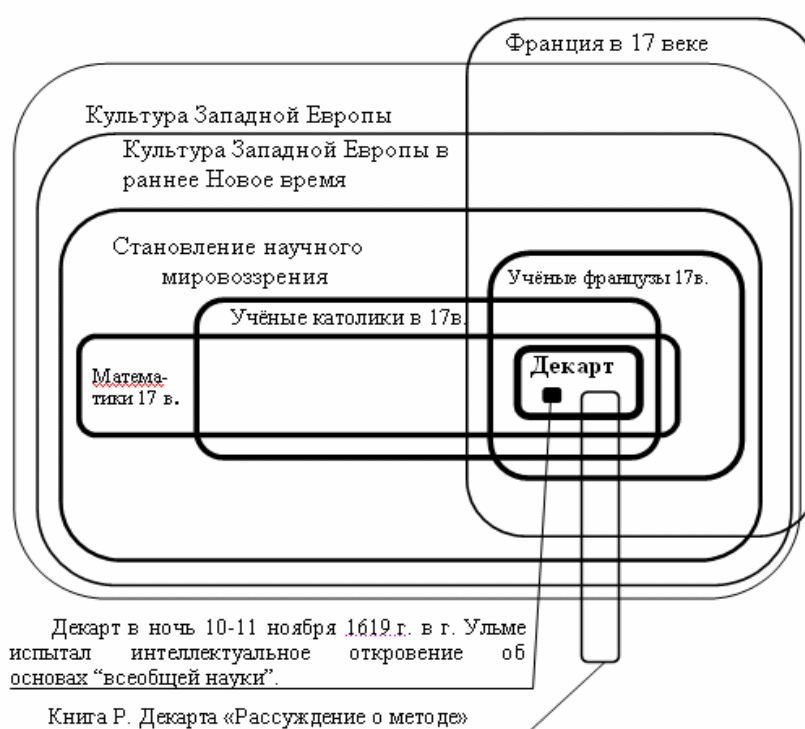 Франция в 17 веке
Культура Западной Европы
Культура Западной Европы в
раннее Новое время
Становление научного
мировоззрения
Учёные французы 17в.
Учёные католики в 17в.
Декарт
Матема-
тики 17 в.
Декарт в ночь 10-11 ноября 1619 г. в г. Ульме
испытал интеллектуальное откровение об
основах “всеобщей науки”.
Книга Р. Декарта «Рассуждение о методе»